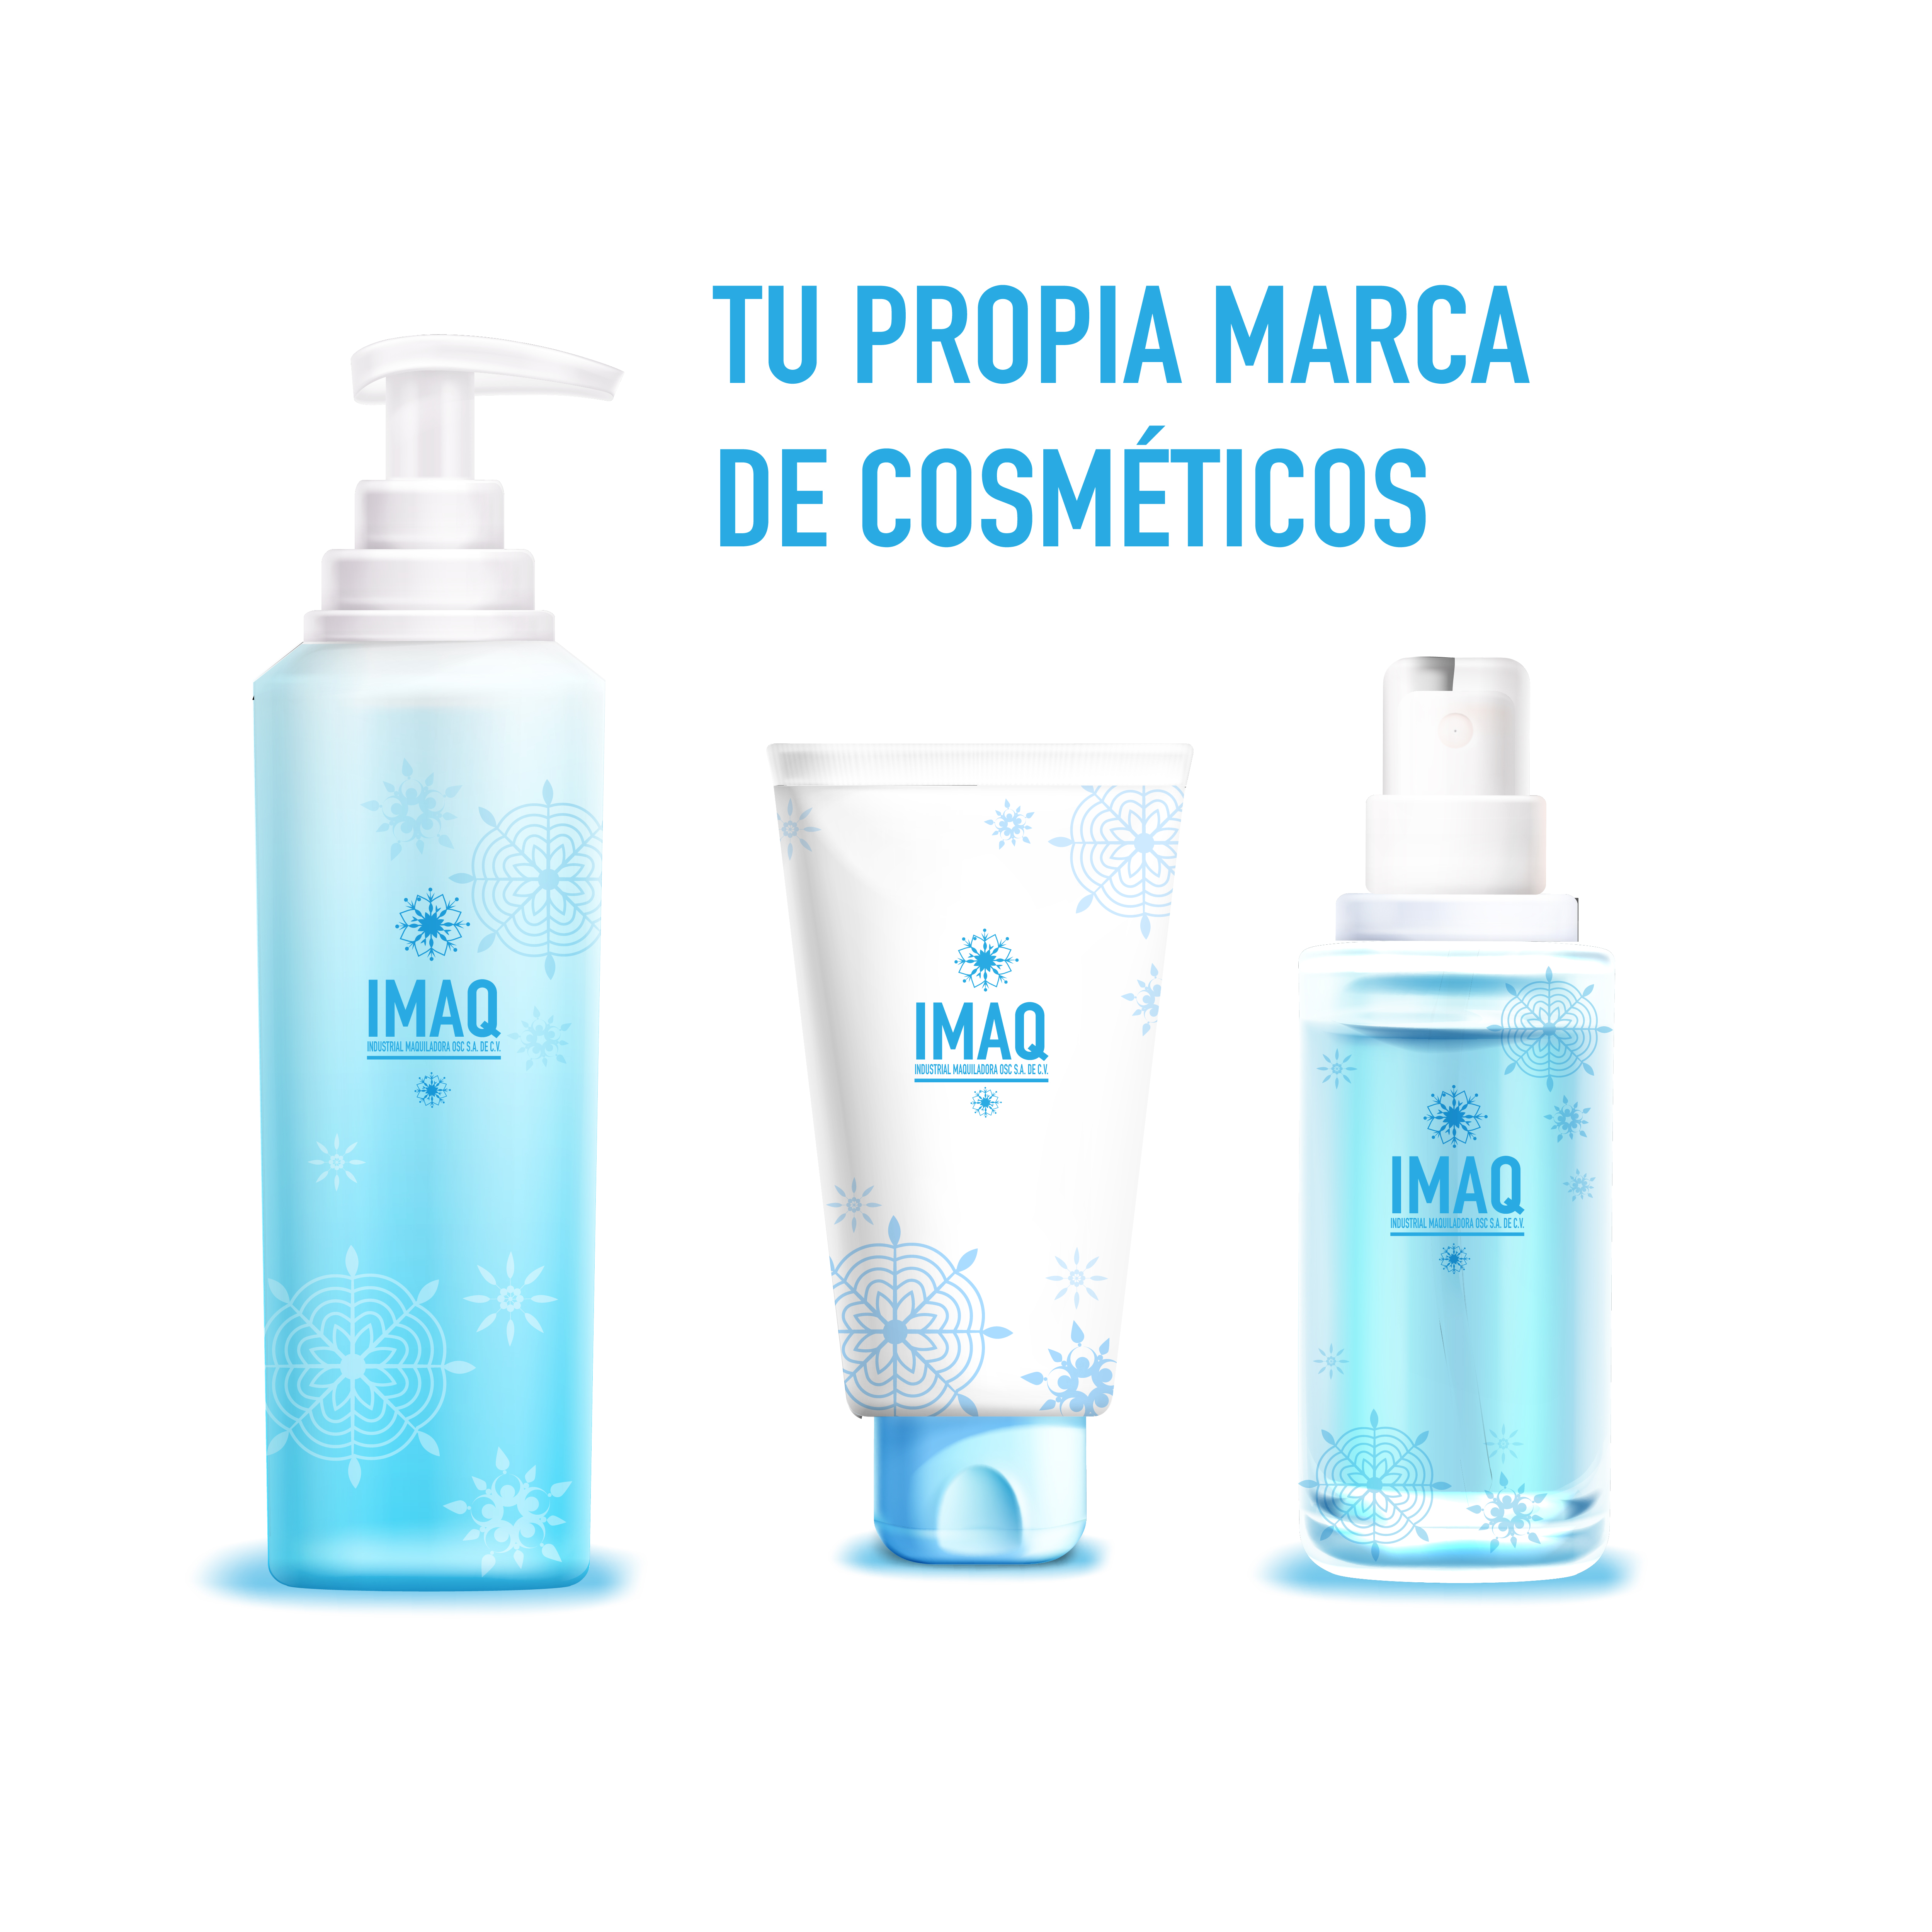 TU PROPIA MARCA
DE COSMÉTICOS
IMAQ
INDUSTRIAL MAQUILADORA OSC S.A. DE C.V.
IMAQ
INDUSTRIAL MAQUILADORA OSC S.A. DE C.V.
IMAQ
INDUSTRIAL MAQUILADORA OSC S.A. DE C.V.